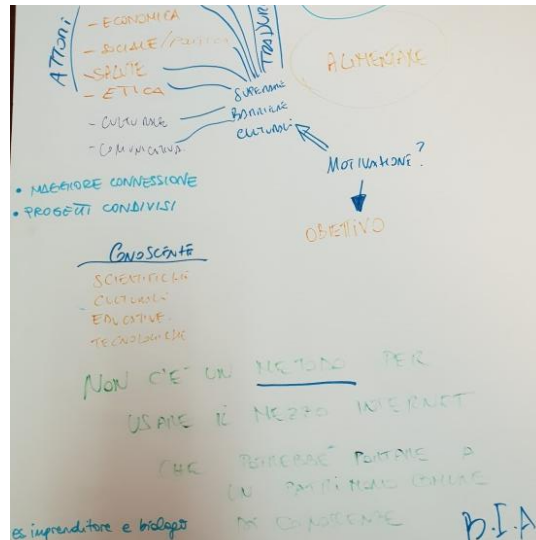 ATTORI
- ECONOMICA
- SOCIALE/POLITICA
- SALUTE
- ETICA
- CULTURALE
- COMUNICATIVA
SUPERARE
BARRIERE
CULTURALI
ALIMENTARE
MOTIVAZIONE?
OBIETTIVO
• MAGGIORE CONNESSIONE
• PROGETTI CONDIVISI
CONOSCENZE
SCIENTIFICHE
CULTURALI
EDUCATIVE
TECNOLOGICHE
NON C'È UN METODO PER
USARE IL MEZZO INTERNET
CHE POTREBBE PORTARE A
UN PATRIMONIO COMUNE
DI CONOSCENZE
es imprenditore e biologo
B.I.A